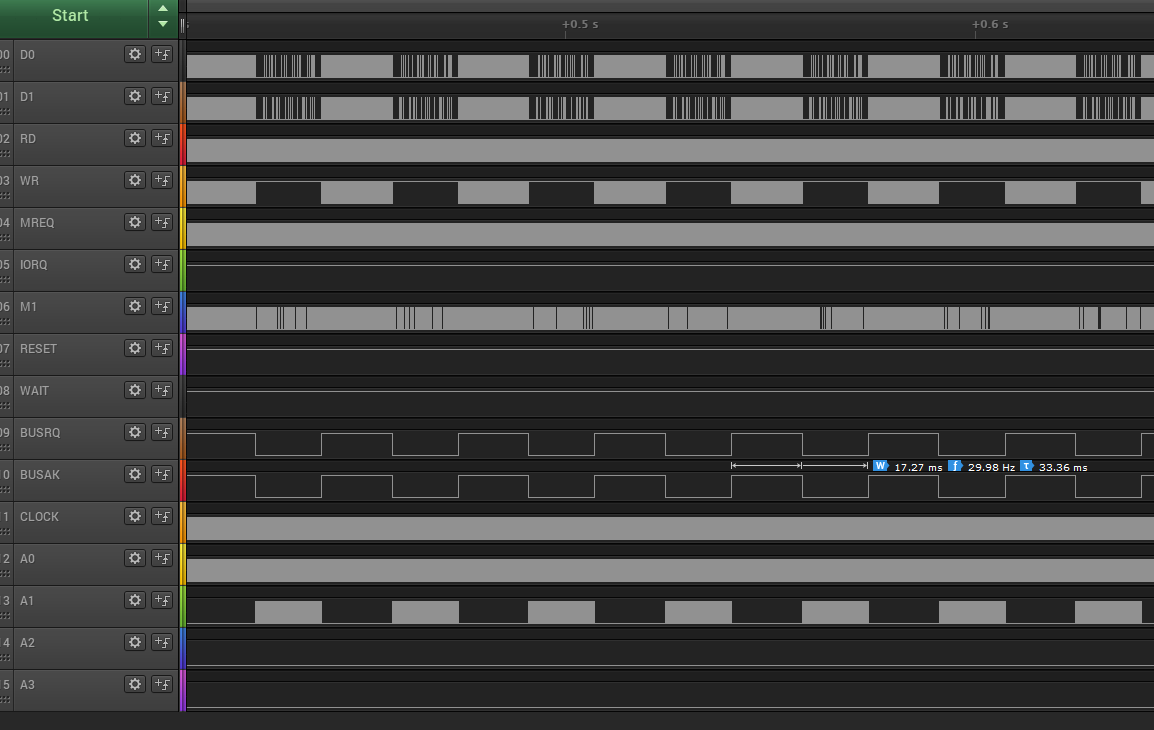 Start
+0.5 s
+0.6 s
00 D0
01 D1
02 RD
03 WR
04 MREQ
05 IORQ
06 M1
07 RESET
08 WAIT
09 BUSRQ
10 BUSAK
W 17.27 ms f 29.98 Hz τ 33.36 ms
11 CLOCK
12 A0
13 A1
14 A2
15 A3